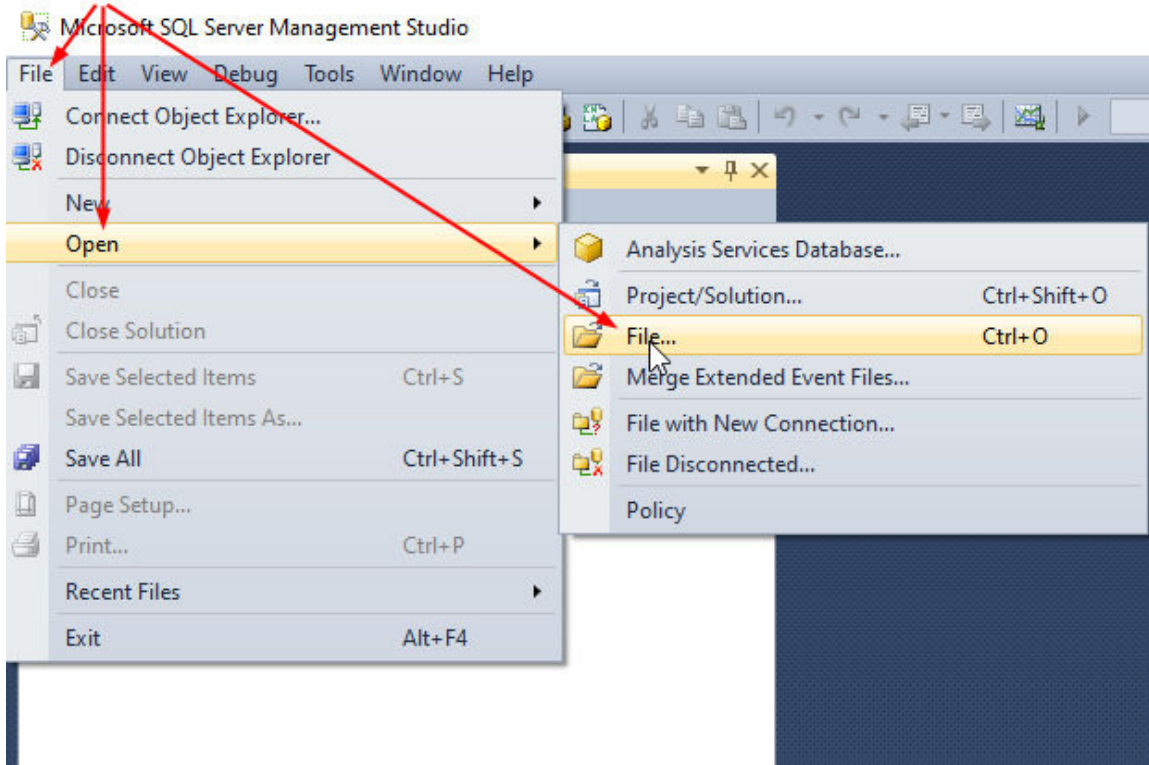 Microsoft SQL Server Management Studio
File Edit View Debug Tools Window Help
Connect Object Explorer...
Disconnect Object Explorer
New
Open
Close
Close Solution
Save Selected Items Ctrl+S
Save Selected Items As...
Save All Ctrl+Shift+S
Page Setup...
Print... Ctrl+P
Recent Files
Exit Alt+F4
Analysis Services Database...
Project/Solution... Ctrl+Shift+O
File... Ctrl+O
Merge Extended Event Files...
File with New Connection...
File Disconnected...
Policy